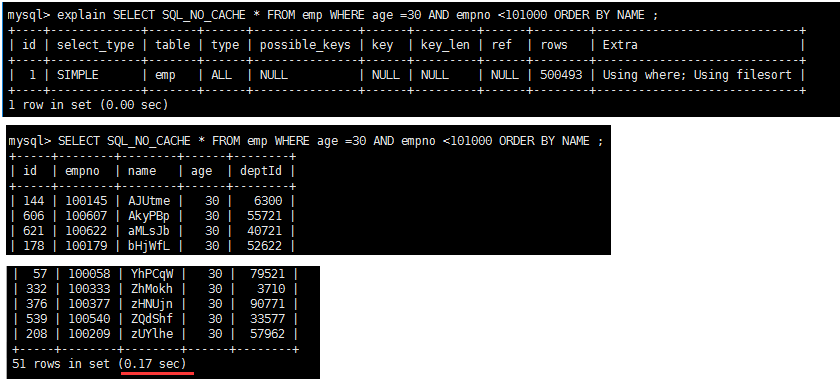 mysql> explain SELECT SQL_NO_CACHE * FROM emp WHERE age =30 AND empno <101000 ORDER BY NAME ;
+----+-------------+-------+------+---------------+------+---------+------+--------+-----------------------------+
| id | select_type | table | type | possible_keys | key | key_len | ref | rows | Extra |
+----+-------------+-------+------+---------------+------+---------+------+--------+-----------------------------+
| 1 | SIMPLE | emp | ALL | NULL | NULL | NULL | NULL | 500493 | Using where; Using filesort |
+----+-------------+-------+------+---------------+------+---------+------+--------+-----------------------------+
1 row in set (0.00 sec)
mysql> SELECT SQL_NO_CACHE * FROM emp WHERE age =30 AND empno <101000 ORDER BY NAME ;
+-----+--------+--------+------+--------+
| id | empno | name | age | deptId |
+-----+--------+--------+------+--------+
| 144 | 100145 | AJUtme | 30 | 6300 |
| 606 | 100607 | AkyPBp | 30 | 55721 |
| 621 | 100622 | aMLsJb | 30 | 40721 |
| 178 | 100179 | bHjWfL | 30 | 52622 |
| 57 | 100058 | YhPCqW | 30 | 79521 |
| 332 | 100333 | ZhMokh | 30 | 3710 |
| 376 | 100377 | zHNUjn | 30 | 90771 |
| 539 | 100540 | ZQdShf | 30 | 33577 |
| 208 | 100209 | zUYlhe | 30 | 57962 |
+-----+--------+--------+------+--------+
51 rows in set (0.17 sec)